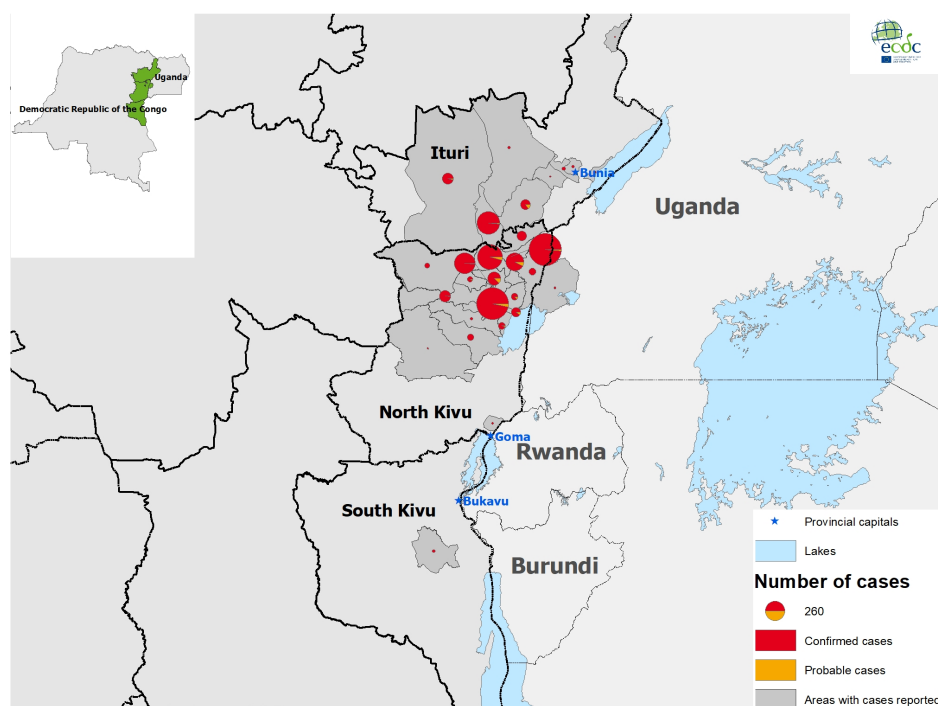 ecdc
Uganda
Democratic Republic of the Congo
Ituri
Bunia
Uganda
North Kivu
Goma
Rwanda
South Kivu
Bukavu
Burundi
Provincial capitals
Lakes
Number of cases
260
Confirmed cases
Probable cases
Areas with cases reported